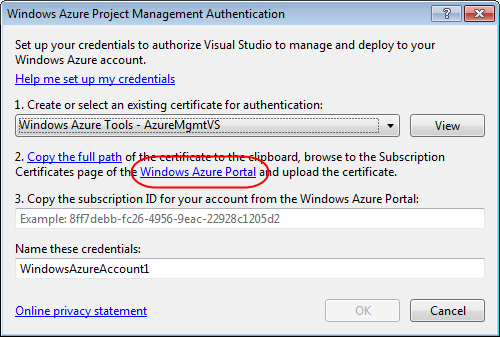 Windows Azure Project Management Authentication
Set up your credentials to authorize Visual Studio to manage and deploy to your
Windows Azure account.
Help me set up my credentials
1. Create or select an existing certificate for authentication:
Windows Azure Tools - AzureMgmtVS
View
2. Copy the full path of the certificate to the clipboard, browse to the Subscription
Certificates page of the Windows Azure Portal and upload the certificate.
3. Copy the subscription ID for your account from the Windows Azure Portal:
Example: 8ff7debb-fc26-4956-9eac-22928c1205d2
Name these credentials:
WindowsAzureAccount1
Online privacy statement
OK
Cancel